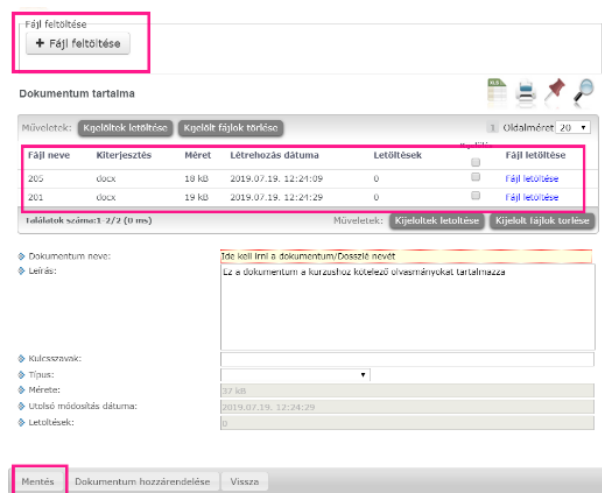 Fájl feltöltése
+ Fájl feltöltése
Dokumentum tartalma
Műveletek: Kijelöltek letöltése Kijelölt fájlok törlése 1 Oldalméret 20
Fájl neve Kiterjesztés Méret Létrehozás dátuma Letöltések Fájl letöltése
205 docx 18 kB 2019.07.19. 12:24:09 0 Fájl letöltése
201 docx 19 kB 2019.07.19. 12:24:29 0 Fájl letöltése
Találatok száma:1-2/2 (0 ms) Műveletek: Kijelöltek letöltése Kijelölt fájlok törlése
Dokumentum neve: Ide kell írni a dokumentum/Dosszié nevét
Leírás: Ez a dokumentum a kurzushoz kötelező olvasmányokat tartalmazza
Kulcsszavak:
Típus:
Mérete: 37 kB
Utolsó módosítás dátuma: 2019.07.19. 12:24:29
Letöltések: 0
Mentés Dokumentum hozzárendelése Vissza